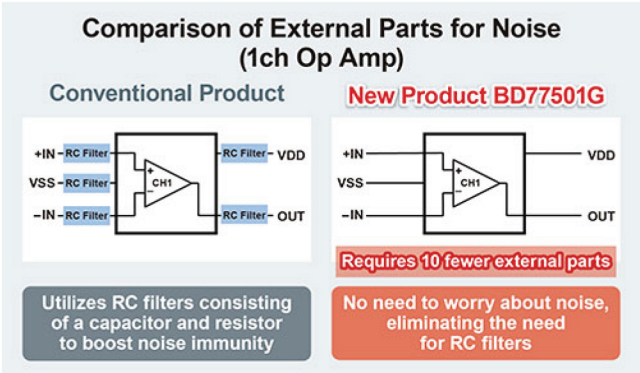 Comparison of External Parts for Noise
(1ch Op Amp)
Conventional Product
+IN RC Filter RC Filter VDD
VSS RC Filter + CH1 −
−IN RC Filter RC Filter OUT
Utilizes RC filters consisting
of a capacitor and resistor
to boost noise immunity
New Product BD77501G
+IN VDD
VSS + CH1 −
−IN OUT
Requires 10 fewer external parts
No need to worry about noise,
eliminating the need
for RC filters